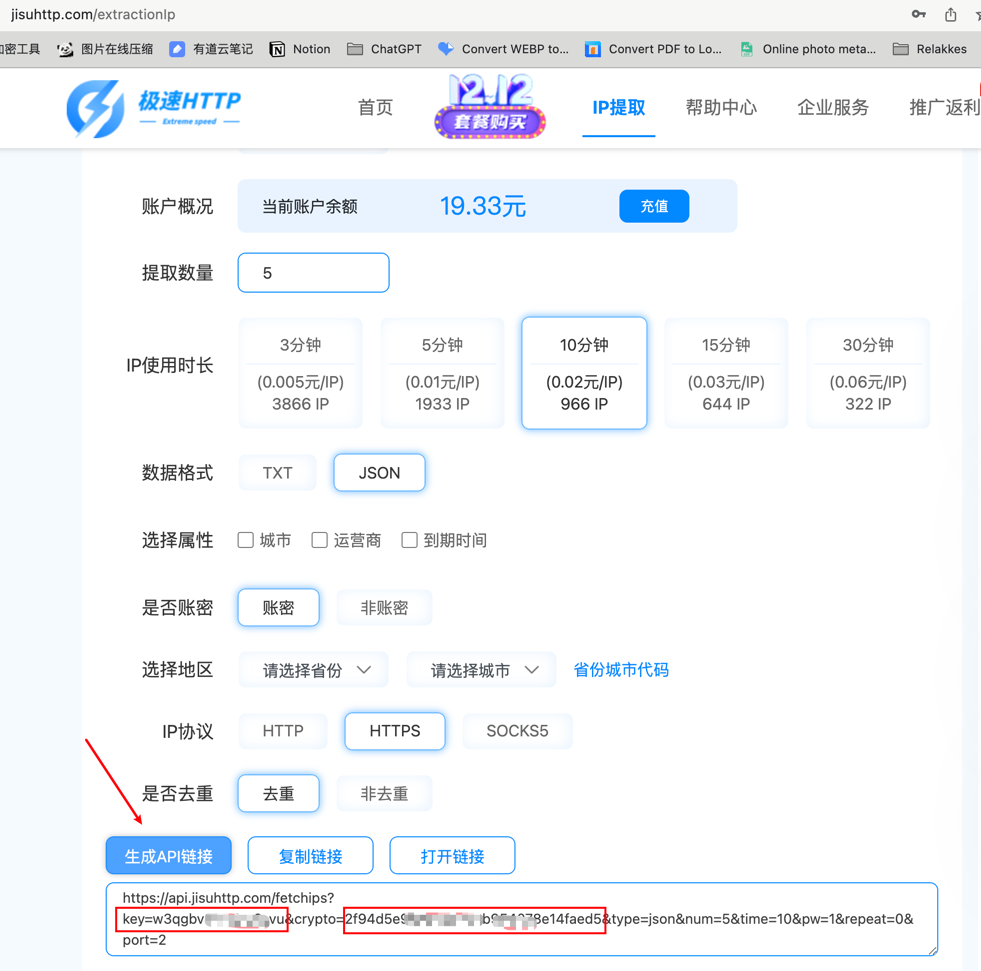 jisuhttp.com/extractionIp
加密工具 图片在线压缩 有道云笔记 Notion ChatGPT Convert WEBP to... Convert PDF to Lo... Online photo meta... Relakkes
极速HTTP
Extreme speed
首页
12.12
套餐购买
IP提取 帮助中心 企业服务 推广返利
账户概况 当前账户余额 19.33元 充值
提取数量 5
IP使用时长
3分钟 5分钟 10分钟 15分钟 30分钟
(0.005元/IP) (0.01元/IP) (0.02元/IP) (0.03元/IP) (0.06元/IP)
3866 IP 1933 IP 966 IP 644 IP 322 IP
数据格式 TXT JSON
选择属性 城市 运营商 到期时间
是否账密 账密 非账密
选择地区 请选择省份 请选择城市 省份城市代码
IP协议 HTTP HTTPS SOCKS5
是否去重 去重 非去重
生成API链接 复制链接 打开链接
https://api.jisuhttp.com/fetchips?
key=w3qgbv vu&crypto=2f94d5e9 14faed5&type=json&num=5&time=10&pw=1&repeat=0&
port=2